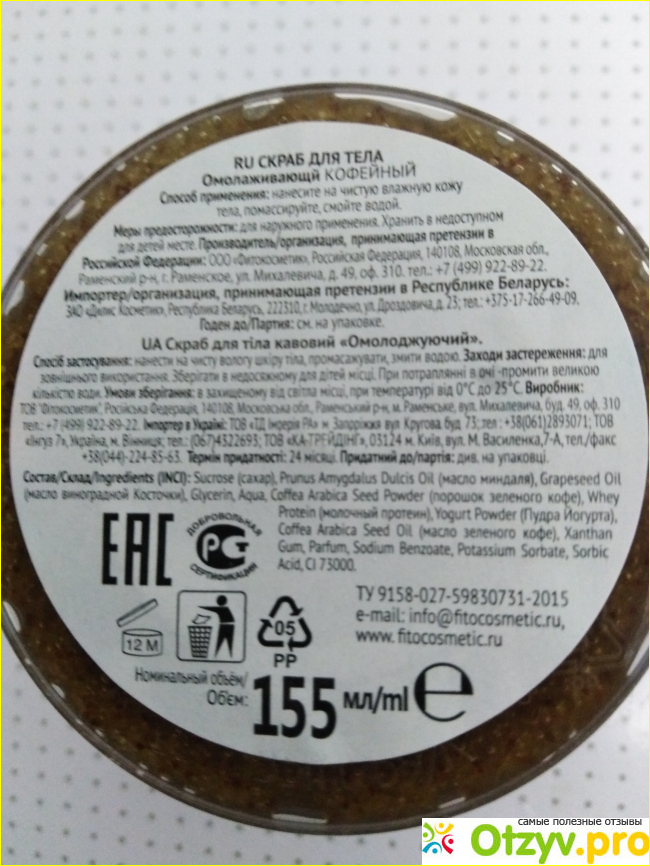 RU СКРАБ ДЛЯ ТЕЛА
Омолаживающй КОФЕЙНЫЙ
Способ применения: нанесите на чистую влажную кожу
тела, помассируйте, смойте водой.
Меры предосторожности: для наружного применения. Хранить в недоступном
для детей месте. Производитель/организация, принимающая претензии в
Российской Федерации: ООО «Фитокосметик», Российская Федерация, 140108, Московская обл.,
Раменский р-н, г. Раменское, ул. Михалевича, д. 49, оф. 310. тел.: +7 (499) 922-89-22.
Импортер/организация, принимающая претензии в Республике Беларусь:
ЗАО «Дилис Косметик», Республика Беларусь, 222310, г. Молодечно, ул. Дроздовича, д. 23; тел.: +375-17-266-49-09.
Годен до/Партия: см. на упаковке.
UA Скраб для тіла кавовий «Омолоджуючий».
Спосіб застосування: нанести на чисту вологу шкіру тіла, промасажувати, змити водою. Заходи застереження: для
зовнішнього використання. Зберігати в недосяжному для дітей місці. При потраплянні в очі -промити великою
кількістю води. Умови зберігання: в захищеному від світла місці, при температурі від 0°С до 25°С. Виробник:
ТОВ "Фітокосметік", Російська Федерація, 140108, Московська обл., Раменський р-н, м. Раменське, вул. Михалевича, буд. 49, оф. 310
тел.: +7 (499) 922-89-22. Імпортер в Україні: ТОВ «ТД Імперія РА» м. Запоріжжя вул Кругова буд 73; тел: +38(061)2893071; ТОВ
«Інгул 7», Україна, м. Вінниця; тел.: (067)4322693; ТОВ «КА-ТРЕЙДІНГ», 03124 м. Київ, вул. М. Василенка,7-А, тел./факс
+38(044)-224-85-63. Термін придатності: 24 місяці. Придатний до/партія: див. на упаковці.
Состав/Склад/Ingredients (INCI): Sucrose (сахар), Prunus Amygdalus Dulcis Oil (масло миндаля), Grapeseed Oil
(масло виноградной Косточки), Glycerin, Aqua, Coffea Arabica Seed Powder (порошок зеленого кофе), Whey
Protein (молочный протеин), Yogurt Powder (Пудра Йогурта),
Coffea Arabica Seed Oil (масло зеленого кофе), Xanthan
Gum, Parfum, Sodium Benzoate, Potassium Sorbate, Sorbic
Acid, CI 73000.
EAC
ДОБРОВОЛЬНАЯ
РСТ
СЕРТИФИКАЦИЯ
ТУ 9158-027-59830731-2015
e-mail: info@fitocosmetic.ru,
www. fitocosmetic.ru
12 M
05
PP
Номинальный объём/
Об'єм:
155 мл/ml e
самые полезные отзывы
Otzyv.pro